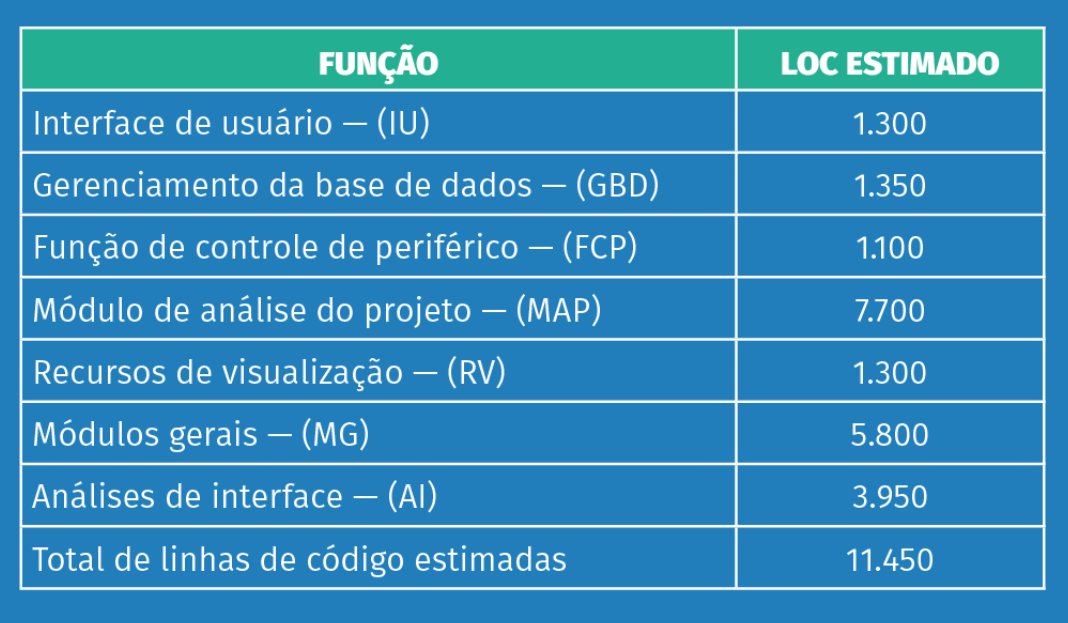 FUNÇÃO LOC ESTIMADO
Interface de usuário — (IU) 1.300
Gerenciamento da base de dados — (GBD) 1.350
Função de controle de periférico — (FCP) 1.100
Módulo de análise do projeto — (MAP) 7.700
Recursos de visualização — (RV) 1.300
Módulos gerais — (MG) 5.800
Análises de interface — (AI) 3.950
Total de linhas de código estimadas 11.450